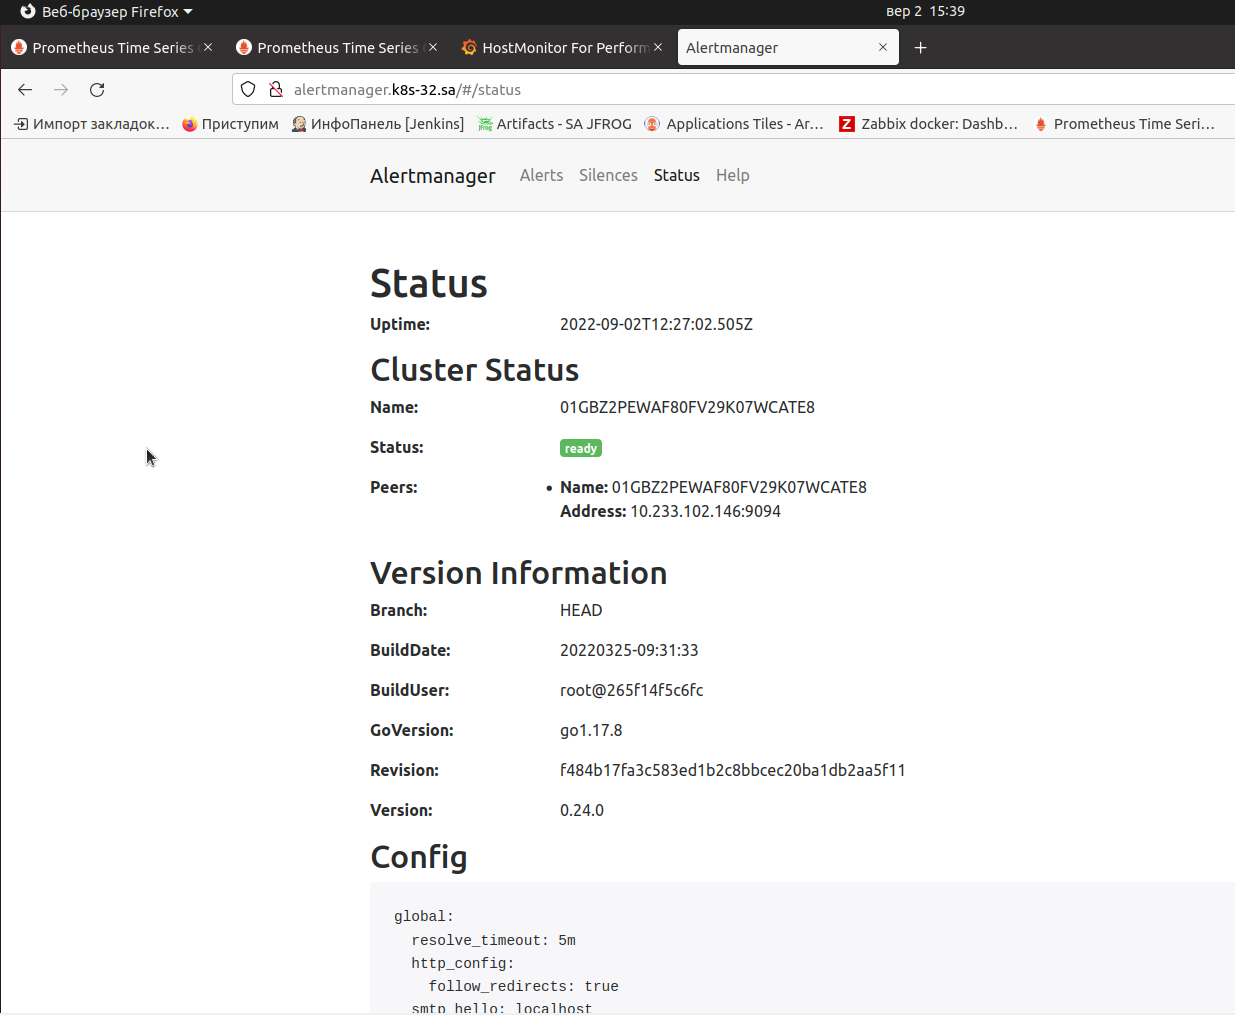 Веб-браузер Firefox
вер 2 15:39
Prometheus Time Series
Prometheus Time Series
HostMonitor For Perform
Alertmanager
alertmanager.k8s-32.sa/#/status
Импорт закладок…
Приступим
ИнфоПанель [Jenkins]
Artifacts - SA JFROG
Applications Tiles - Ar…
Zabbix docker: Dashb…
Prometheus Time Seri…
Alertmanager
Alerts
Silences
Status
Help
Status
Uptime: 2022-09-02T12:27:02.505Z
Cluster Status
Name: 01GBZ2PEWAF80FV29K07WCATE8
Status: ready
Peers: • Name: 01GBZ2PEWAF80FV29K07WCATE8
Address: 10.233.102.146:9094
Version Information
Branch: HEAD
BuildDate: 20220325-09:31:33
BuildUser: root@265f14f5c6fc
GoVersion: go1.17.8
Revision: f484b17fa3c583ed1b2c8bbcec20ba1db2aa5f11
Version: 0.24.0
Config
global:
resolve_timeout: 5m
http_config:
follow_redirects: true
smtp_hello: localhost